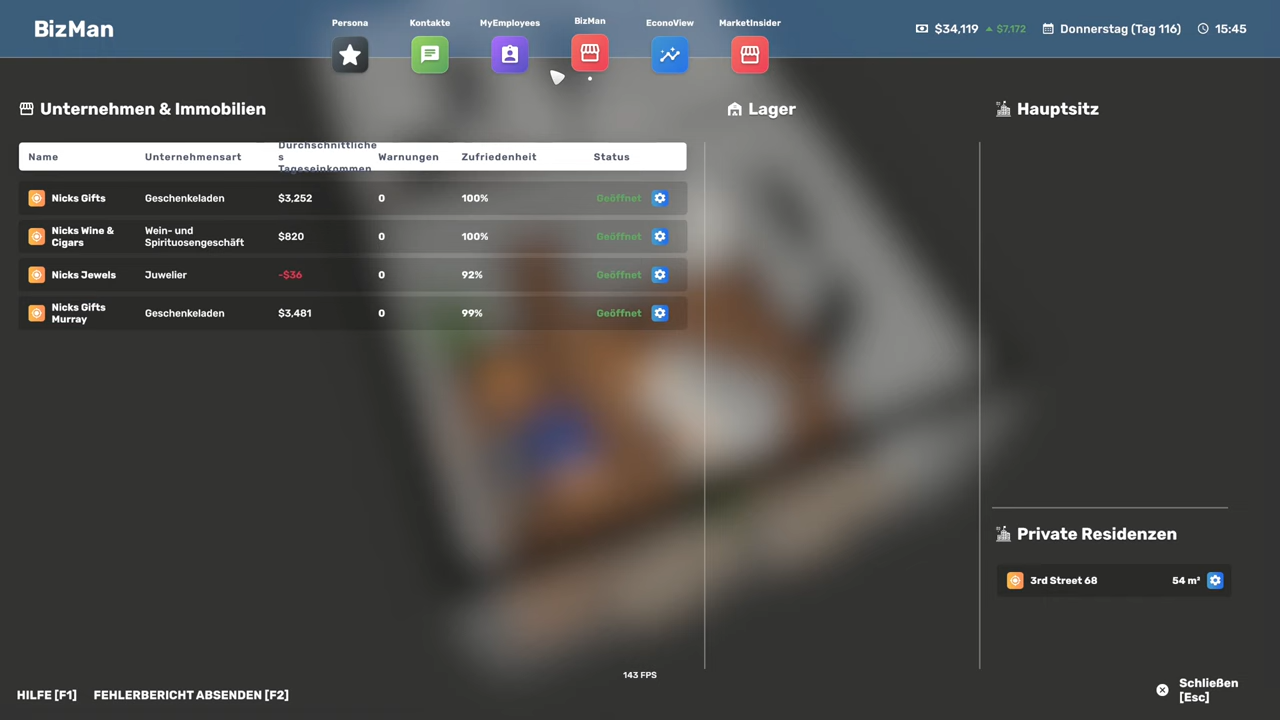 BizMan
Persona
Kontakte
MyEmployees
BizMan
EconoView
MarketInsider
$34,119
$7,172
Donnerstag (Tag 116)
15:45
Unternehmen & Immobilien
Lager
Hauptsitz
Name
Unternehmensart
Durchschnittliche
s
Tageseinkommen
Warnungen
Zufriedenheit
Status
Nicks Gifts
Geschenkeladen
$3,252
0
100%
Geöffnet
Nicks Wine &
Cigars
Wein- und
Spirituosengeschäft
$820
0
100%
Geöffnet
Nicks Jewels
Juwelier
-$36
0
92%
Geöffnet
Nicks Gifts
Murray
Geschenkeladen
$3,481
0
99%
Geöffnet
Private Residenzen
3rd Street 68
54 m²
143 FPS
HILFE [F1]
FEHLERBERICHT ABSENDEN [F2]
Schließen
[Esc]